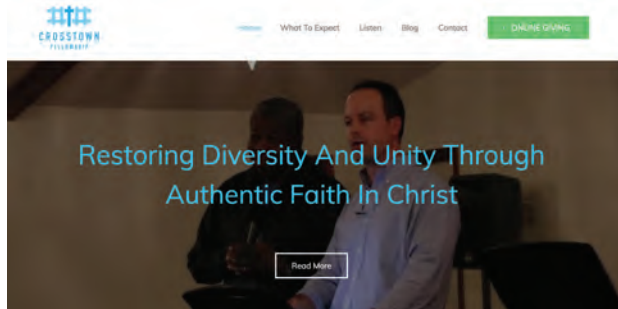 CROSSTOWN
FELLOWSHIP
Home What To Expect Listen Blog Contact ONLINE GIVING
Restoring Diversity And Unity Through
Authentic Faith In Christ
Read More